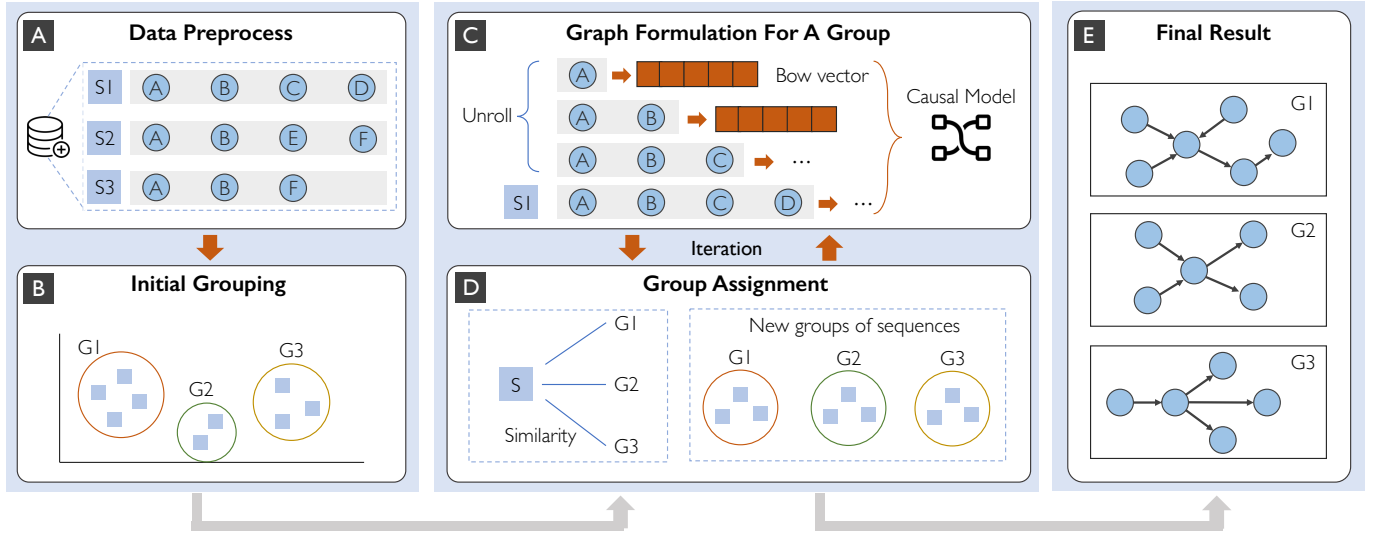 A Data Preprocess
S1 A B C D
S2 A B E F
S3 A B F
B Initial Grouping
G1
G2
G3
C Graph Formulation For A Group
Unroll
A Bow vector
A B
A B C ...
S1 A B C D ...
Causal Model
Iteration
D Group Assignment
S
G1
G2
G3
Similarity
New groups of sequences
G1 G2 G3
E Final Result
G1
G2
G3